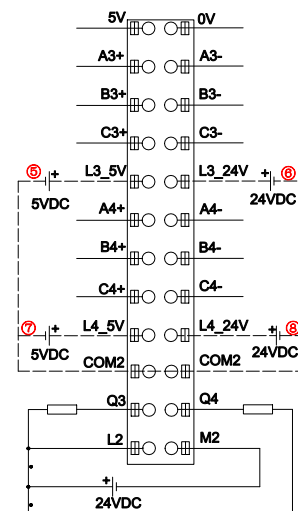 5V 0V
A3+ A3-
B3+ B3-
C3+ C3-
⑤ + L3_5V L3_24V + ⑥
5VDC 24VDC
A4+ A4-
B4+ B4-
C4+ C4-
⑦ + L4_5V L4_24V + ⑧
5VDC 24VDC
COM2 COM2
Q3 Q4
L2 M2
+
24VDC